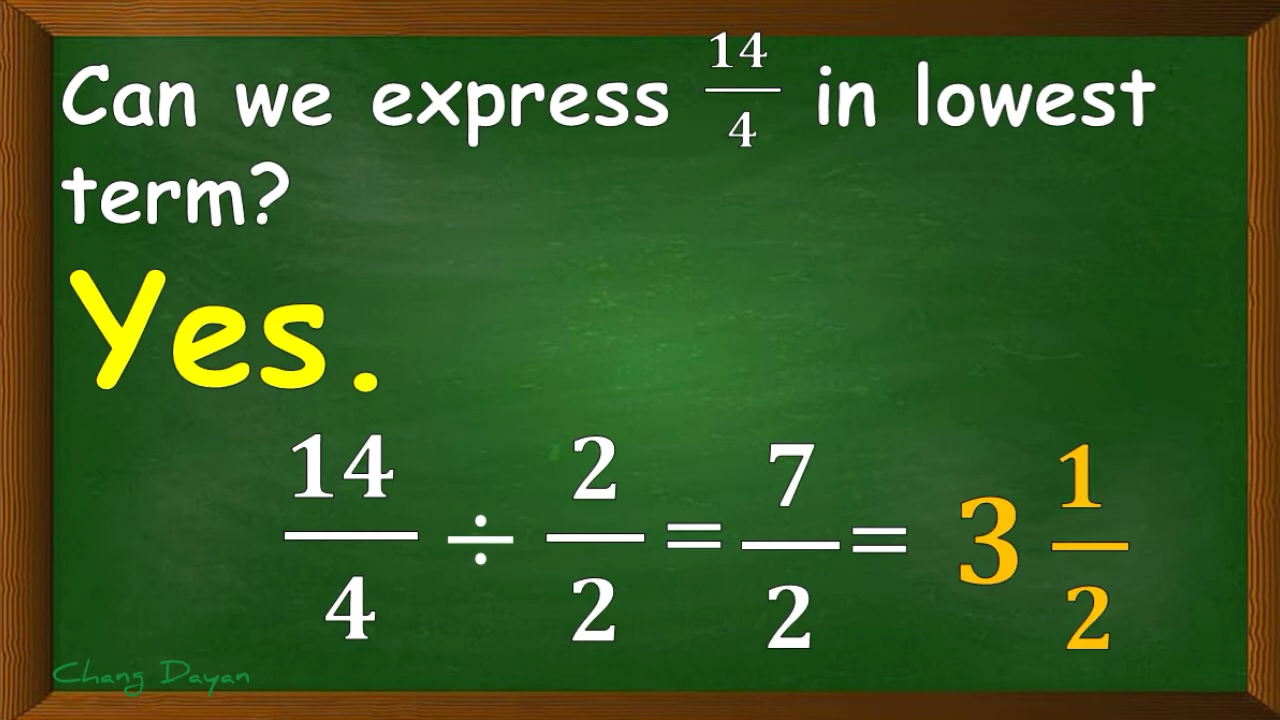 Can we express 14/4 in lowest
term?
Yes.
14/4 ÷ 2/2 = 7/2 = 3 1/2
Chang Dayan